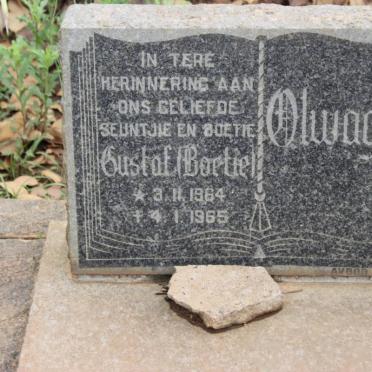 IN TERE
HERINNERING AAN
ONS GELIEFDE
SEUNTJIE EN BOETIE
Gustaf (Boetie)
* 3.11.1964
† 4.1.1965